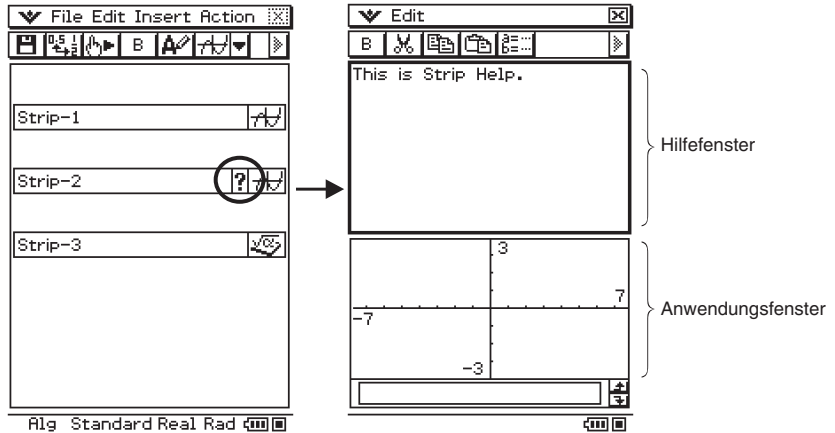 File Edit Insert Action
B
Strip-1
Strip-2 ?
Strip-3
Alg Standard Real Rad
Edit
B
This is Strip Help.
3
7
-7
-3
Hilfefenster
Anwendungsfenster